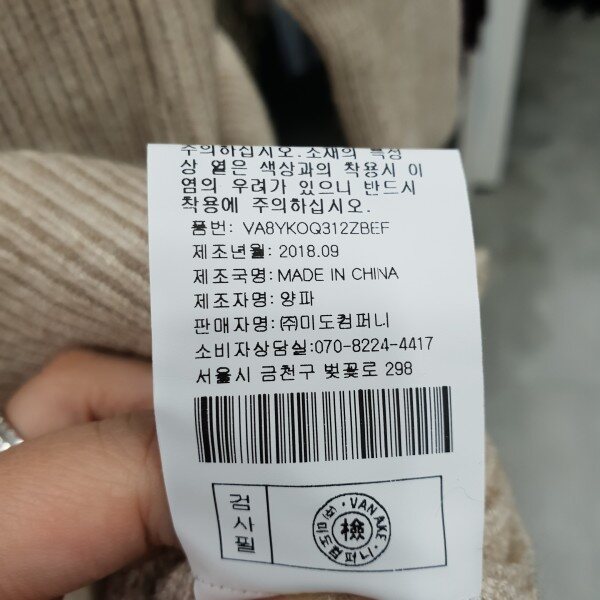 주의하십시오.소재의 특성
상 옅은 색상과의 착용시 이
염의 우려가 있으니 반드시
착용에 주의하십시오.
품번: VA8YKOQ312ZBEF
제조년월: 2018.09
제조국명: MADE IN CHINA
제조자명: 양파
판매자명: ㈜미도컴퍼니
소비자상담실:070-8224-4417
서울시 금천구 벚꽃로 298
검사필
VAN AKE
㈜미도컴퍼니
檢